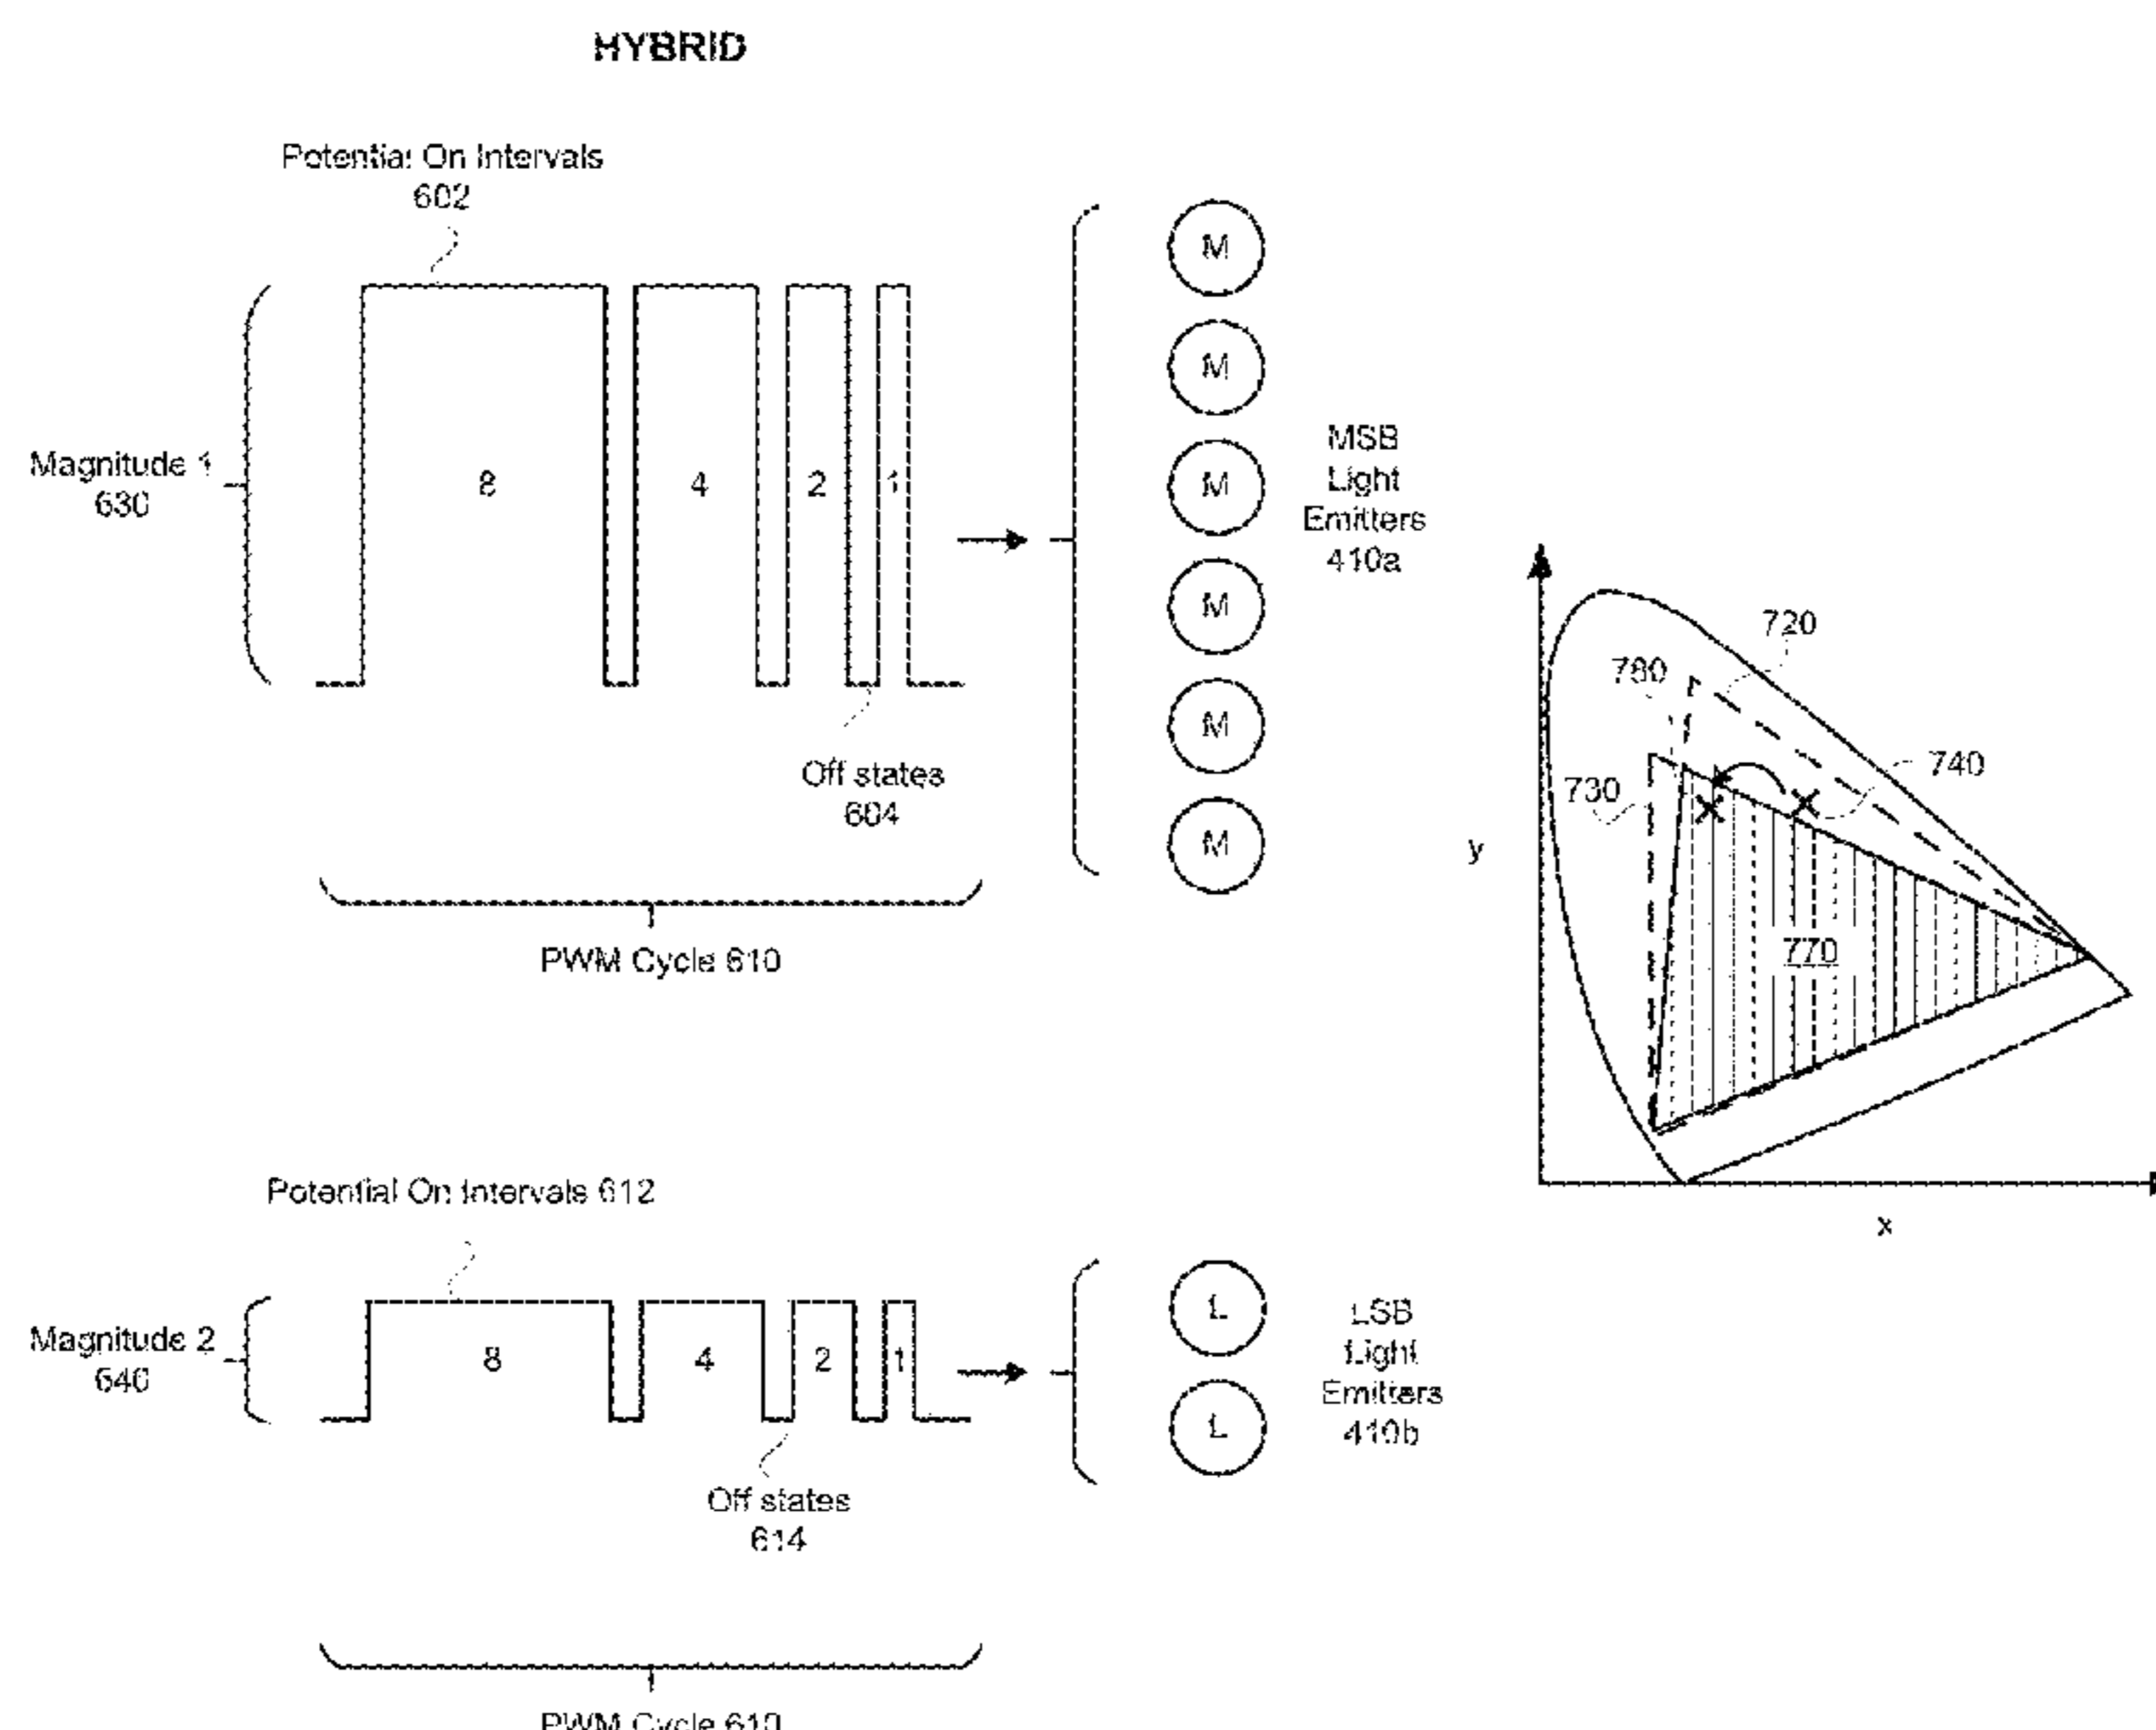 HYBRID
Potential On Intervals
602
Magnitude 1
630
8
4
2
1
Off states
604
PWM Cycle 610
M
M
M
M
M
M
MSB
Light
Emitters
410a
Potential On Intervals 612
Magnitude 2
640
8
4
2
1
Off states
614
PWM Cycle 610
L
L
LSB
Light
Emitters
410b
720
780
740
730
770
y
x